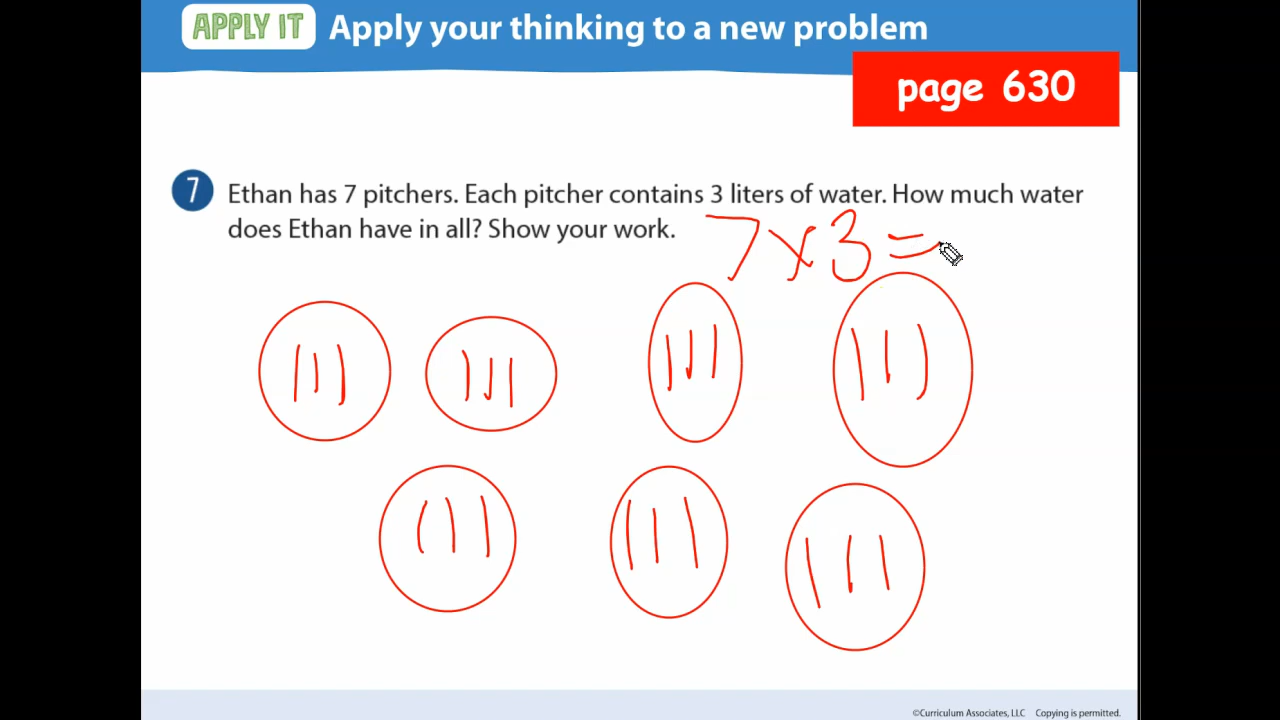 APPLY IT Apply your thinking to a new problem
page 630
7 Ethan has 7 pitchers. Each pitcher contains 3 liters of water. How much water
does Ethan have in all? Show your work.
7 x 3 =
©Curriculum Associates, LLC Copying is permitted.